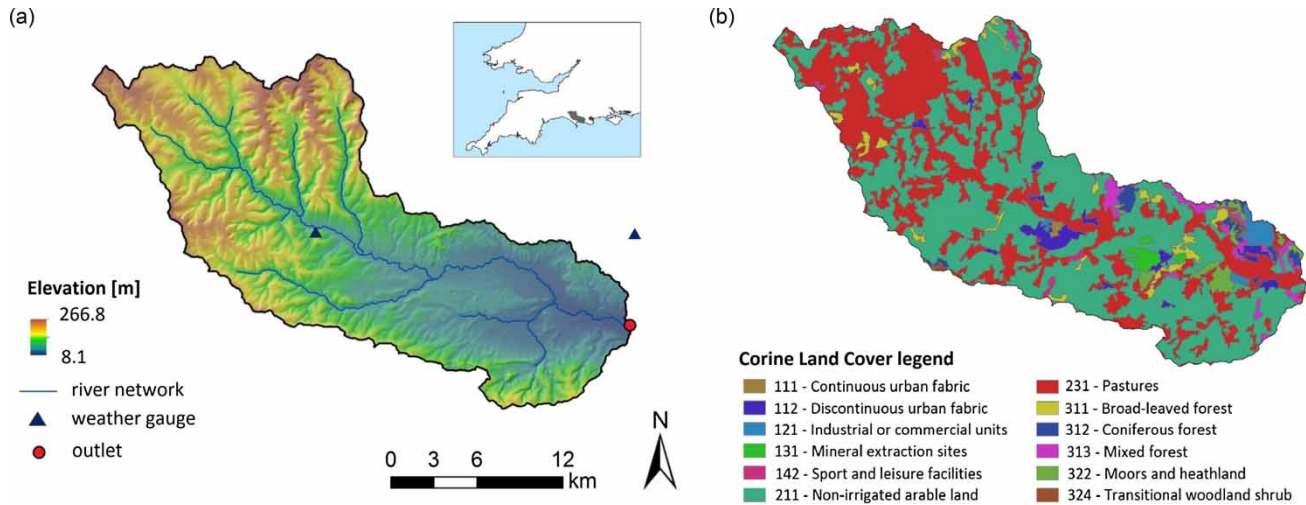 (a)
Elevation [m]
266.8
8.1
river network
weather gauge
outlet
N
0 3 6 12
km
(b)
Corine Land Cover legend
111 - Continuous urban fabric
112 - Discontinuous urban fabric
121 - Industrial or commercial units
131 - Mineral extraction sites
142 - Sport and leisure facilities
211 - Non-irrigated arable land
231 - Pastures
311 - Broad-leaved forest
312 - Coniferous forest
313 - Mixed forest
322 - Moors and heathland
324 - Transitional woodland shrub